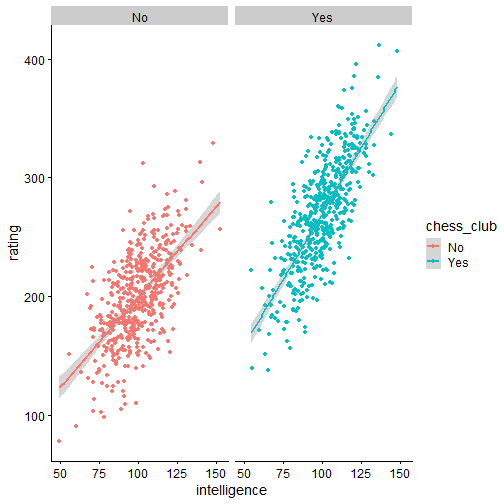 No Yes
400
300
200
100
rating
chess_club
No
Yes
50 75 100 125 150 50 75 100 125 150
intelligence